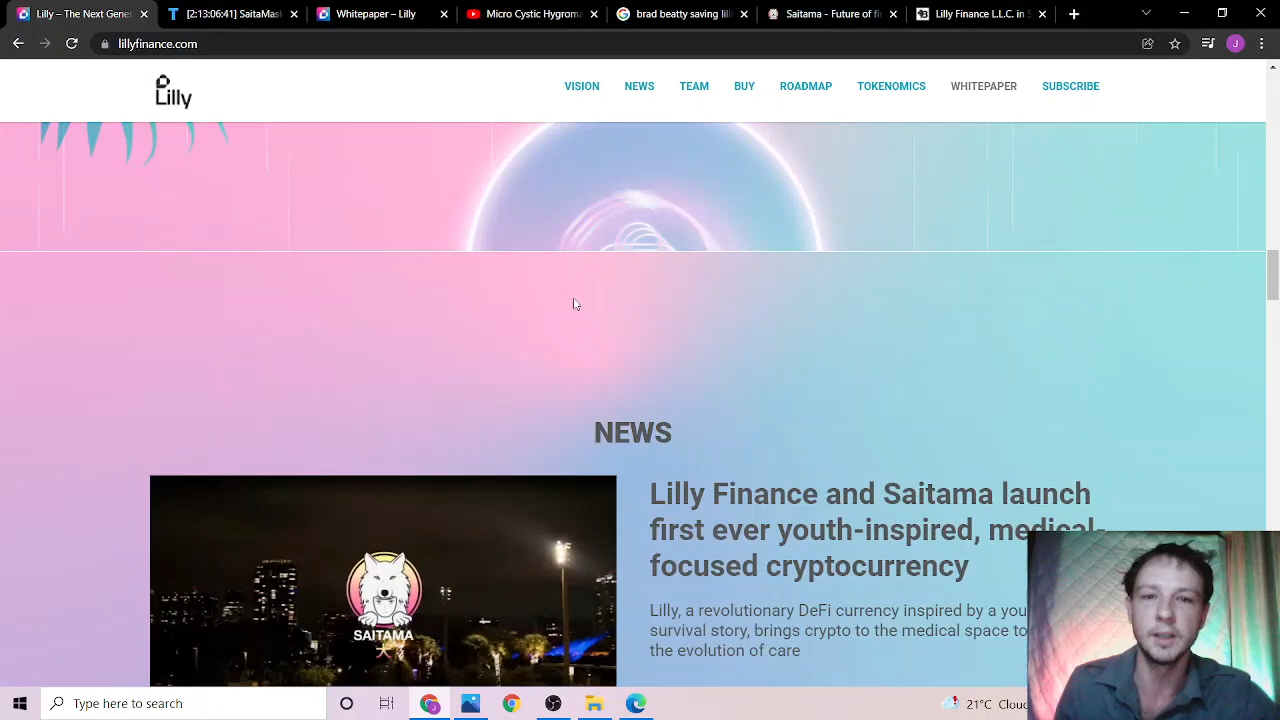 Lilly – The Next Gener
[2:13:06:41] SaitaMask
Whitepaper – Lilly
Micro Cystic Hygroma
brad beatty saving lill
Saitama - Future of fi
Lilly Finance L.L.C. in S
lillyfinance.com
Lilly
VISION NEWS TEAM BUY ROADMAP TOKENOMICS WHITEPAPER SUBSCRIBE
NEWS
SAITAMA
Lilly Finance and Saitama launch
first ever youth-inspired, medical-
focused cryptocurrency
Lilly, a revolutionary DeFi currency inspired by a you
survival story, brings crypto to the medical space to
the evolution of care
Type here to search
21°C Cloud